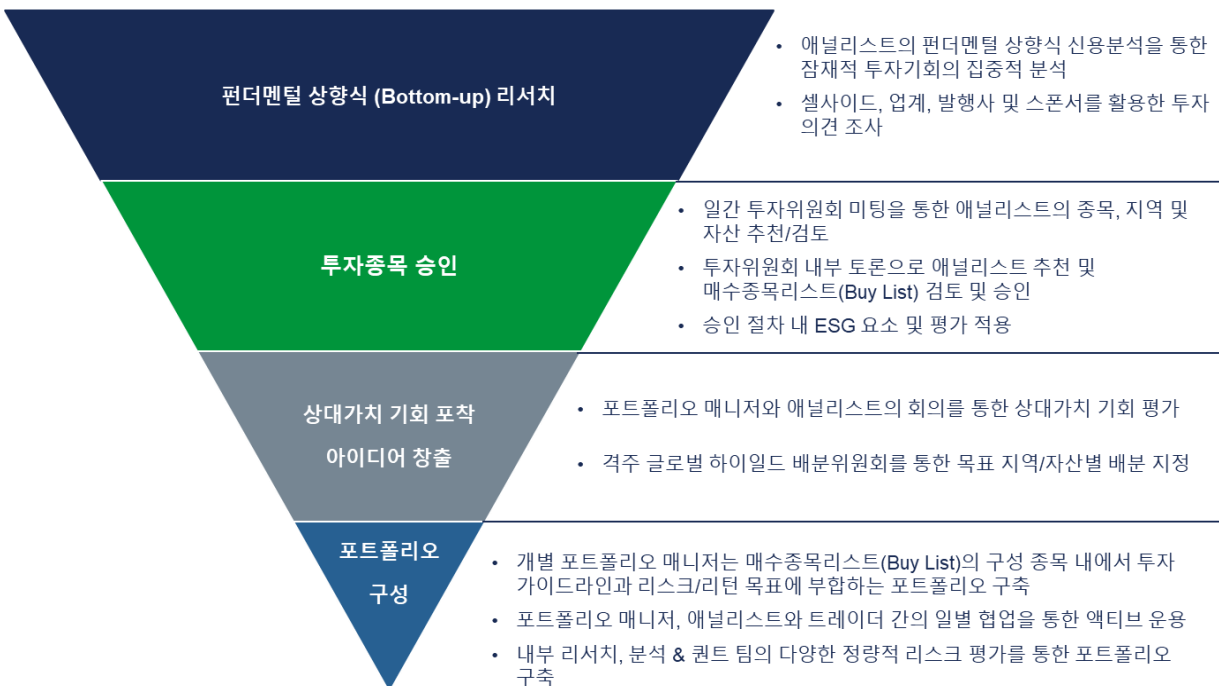 펀더멘털 상향식 (Bottom-up) 리서치
• 애널리스트의 펀더멘털 상향식 신용분석을 통한
잠재적 투자기회의 집중적 분석
• 셀사이드, 업계, 발행사 및 스폰서를 활용한 투자
의견 조사
투자종목 승인
• 일간 투자위원회 미팅을 통한 애널리스트의 종목, 지역 및
자산 추천/검토
• 투자위원회 내부 토론으로 애널리스트 추천 및
매수종목리스트(Buy List) 검토 및 승인
• 승인 절차 내 ESG 요소 및 평가 적용
상대가치 기회 포착
아이디어 창출
• 포트폴리오 매니저와 애널리스트의 회의를 통한 상대가치 기회 평가
• 격주 글로벌 하이일드 배분위원회를 통한 목표 지역/자산별 배분 지정
포트폴리오
구성
• 개별 포트폴리오 매니저는 매수종목리스트(Buy List)의 구성 종목 내에서 투자
가이드라인과 리스크/리턴 목표에 부합하는 포트폴리오 구축
• 포트폴리오 매니저, 애널리스트와 트레이더 간의 일별 협업을 통한 액티브 운용
• 내부 리서치, 분석 & 퀀트 팀의 다양한 정량적 리스크 평가를 통한 포트폴리오
구축